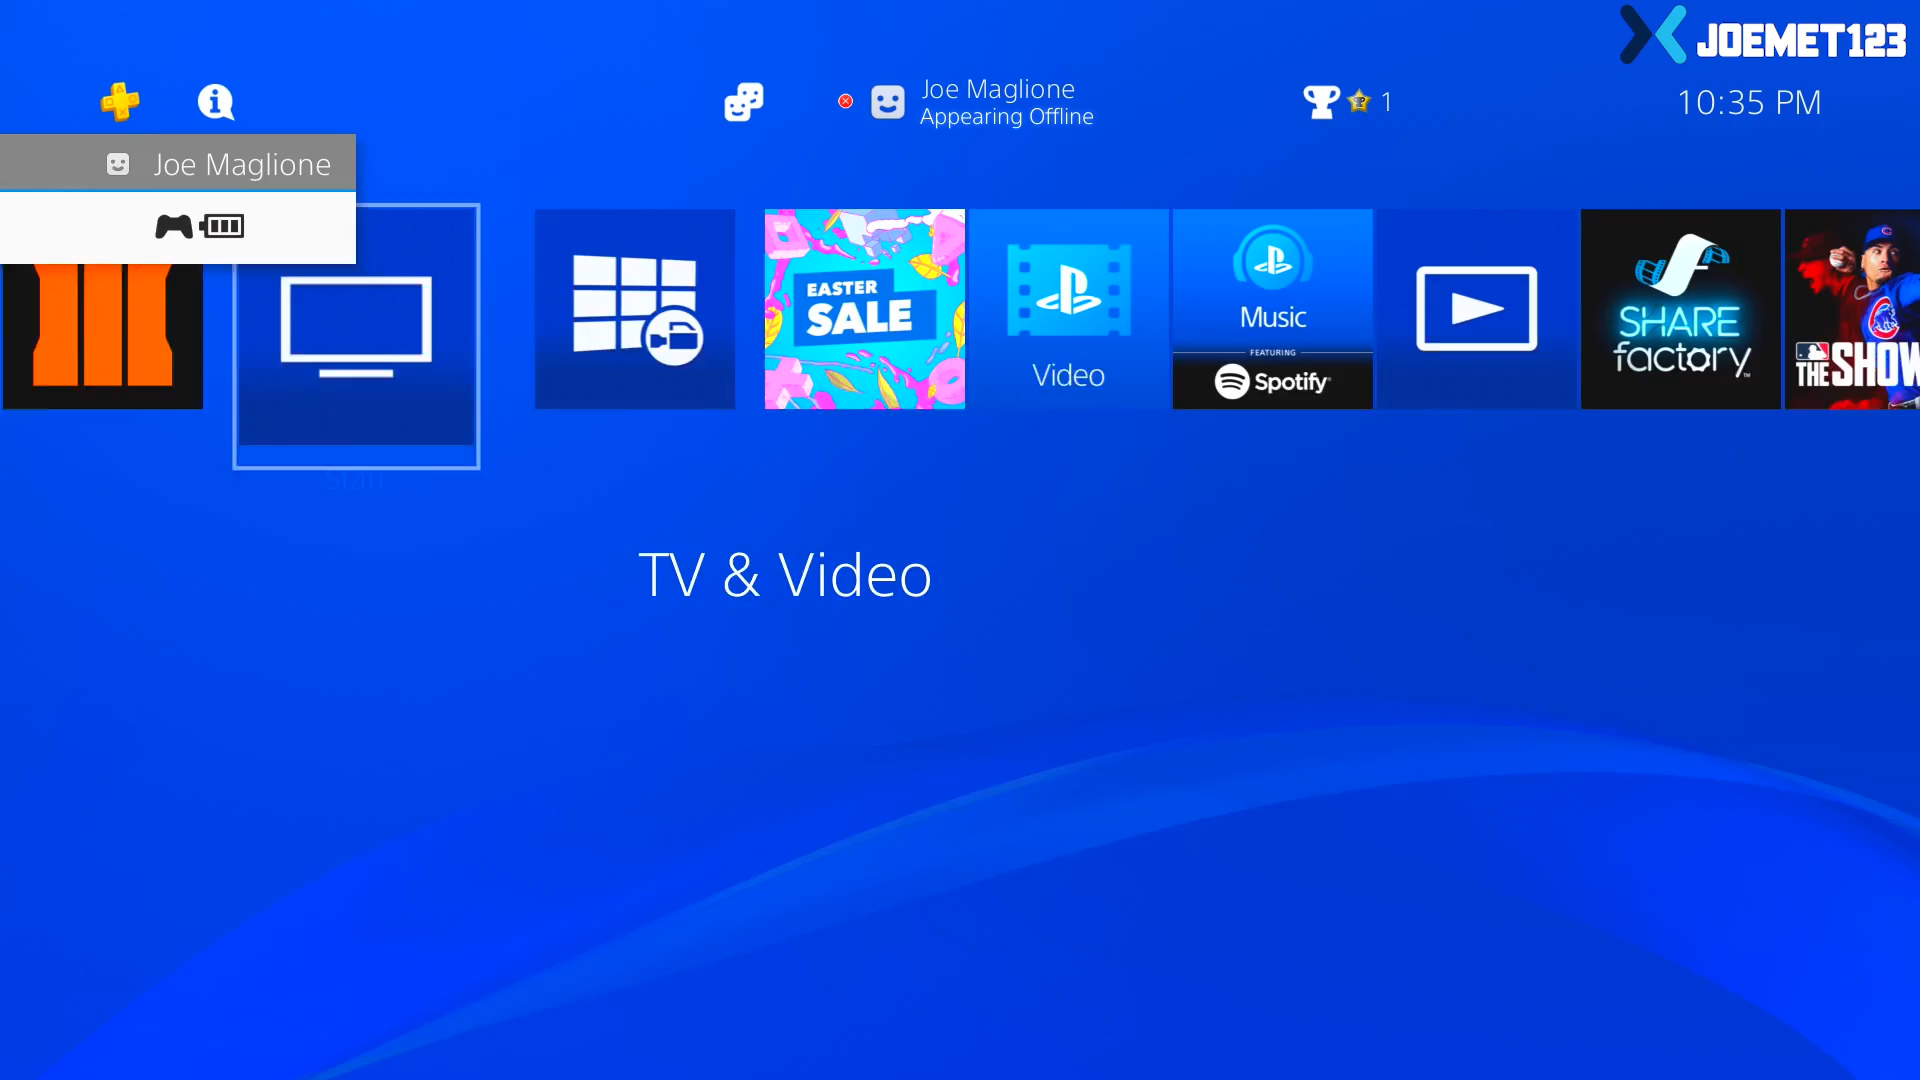 JOEMET123
Joe Maglione
Appearing Offline
1
10:35 PM
Joe Maglione
EASTER
SALE
Video
Music
FEATURING
Spotify
SHARE
factory
THE SHOW
Start
TV & Video